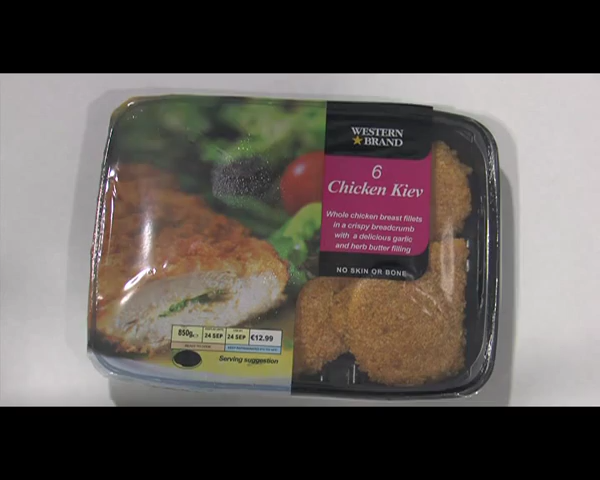 WESTERN
BRAND
6
Chicken Kiev
Whole chicken breast fillets
in a crispy breadcrumb
with a delicious garlic
and herb butter filling
NO SKIN OR BONE
850g
24 SEP
24 SEP
€12.99
Serving suggestion